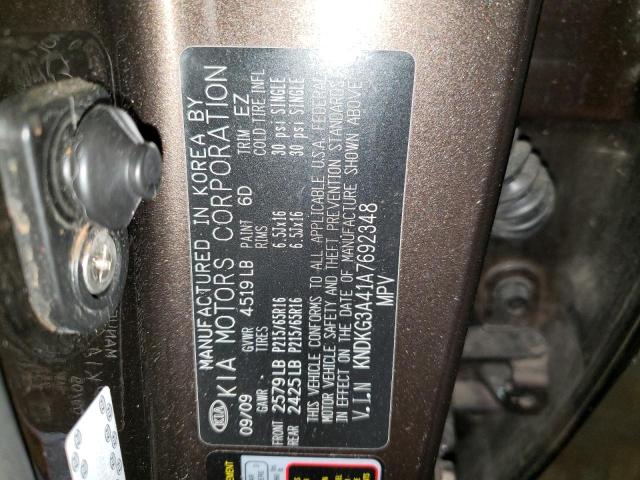 MANUFACTURED IN KOREA BY
KIA KIA MOTORS CORPORATION
09/09 GVWR 4519 LB PAINT 6D TRIM EZ
GAWR TIRES RIMS COLD TIRE INFL
FRONT 2579 LB P215/65R16 6.5Jx16 30 psi SINGLE
REAR 2425 LB P215/65R16 6.5Jx16 30 psi SINGLE
THIS VEHICLE CONFORMS TO ALL APPLICABLE U.S.A. FEDERAL
MOTOR VEHICLE SAFETY AND THEFT PREVENTION STANDARDS
IN EFFECT ON THE DATE OF MANUFACTURE SHOWN ABOVE
V.I.N KNDKG3A41A7692348
MPV